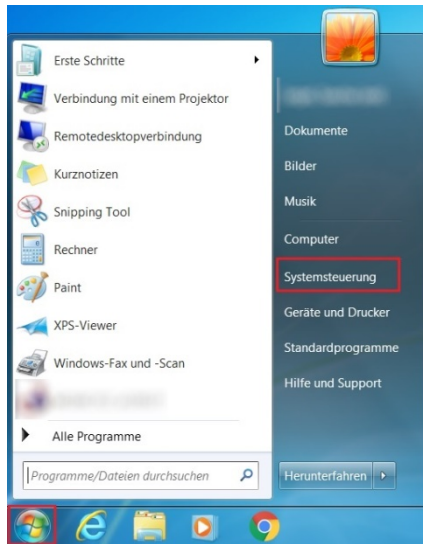 Erste Schritte
Verbindung mit einem Projektor
Remotedesktopverbindung
Kurznotizen
Snipping Tool
Rechner
Paint
XPS-Viewer
Windows-Fax und -Scan
Alle Programme
Programme/Dateien durchsuchen
Dokumente
Bilder
Musik
Computer
Systemsteuerung
Geräte und Drucker
Standardprogramme
Hilfe und Support
Herunterfahren